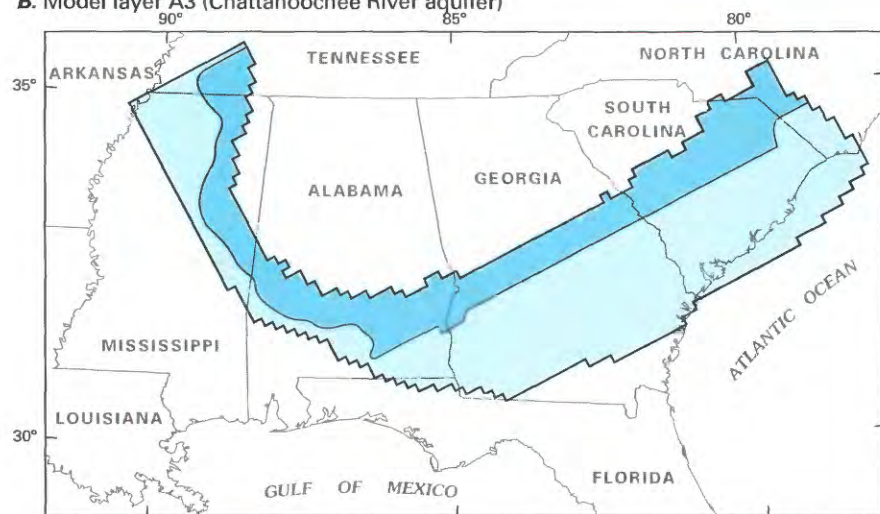 B. Model layer A3 (Chattahoochee River aquifer)
90° 85° 80°
TENNESSEE NORTH CAROLINA
ARKANSAS
35°
SOUTH
CAROLINA
GEORGIA
ALABAMA
ATLANTIC OCEAN
MISSISSIPPI
LOUISIANA
30°
FLORIDA
GULF OF MEXICO